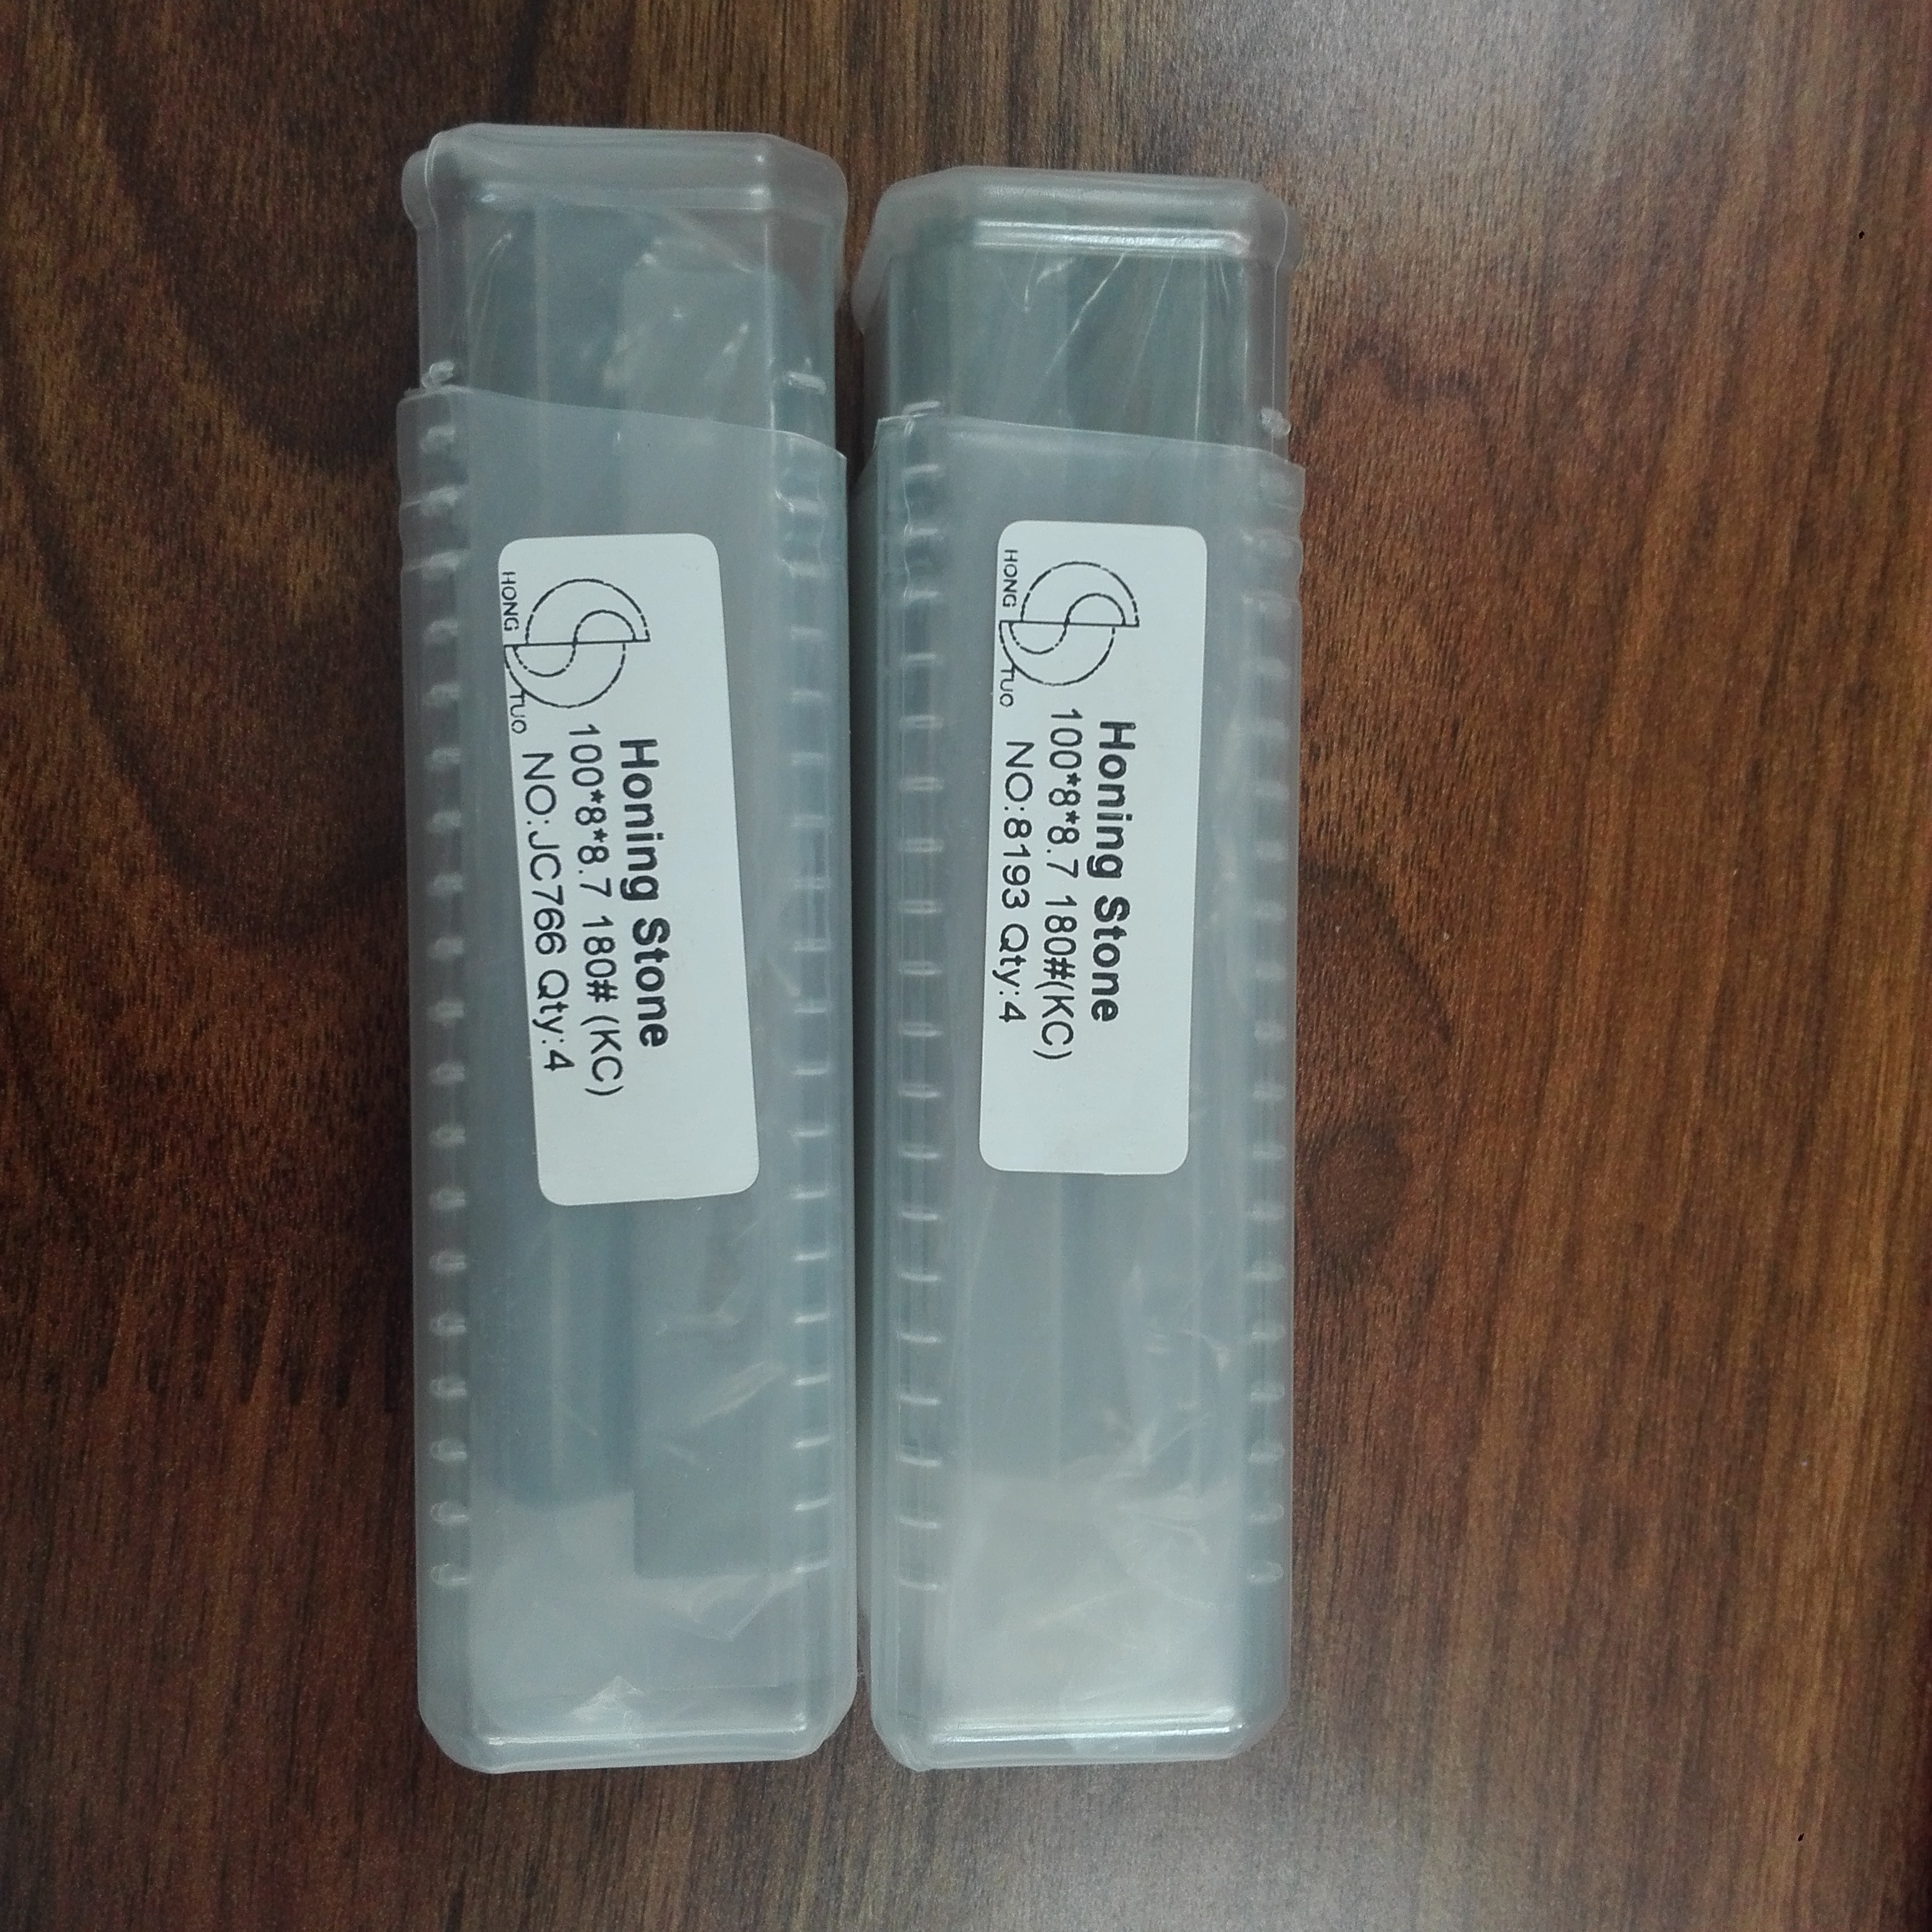 HONG TUO
Honing Stone
100*8*8.7 180# (KC)
NO:JC766 Qty:4
HONG TUO
Honing Stone
100*8*8.7 180#(KC)
NO:8193 Qty:4